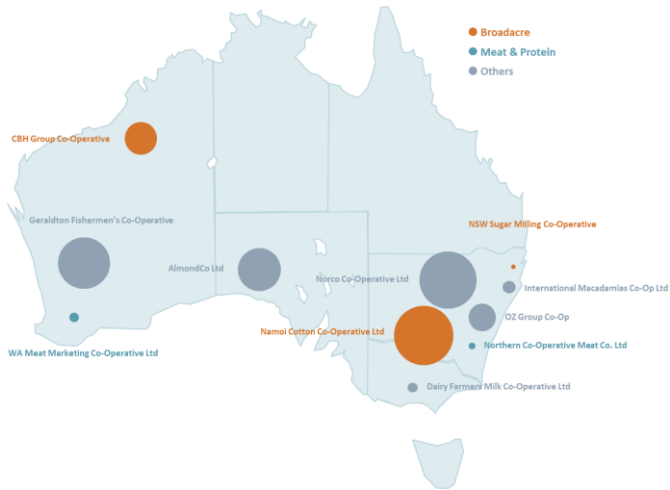 Broadacre
Meat & Protein
Others
CBH Group Co-Operative
Geraldton Fishermen's Co-Operative
NSW Sugar Milling Co-Operative
AlmondCo Ltd
Norco Co-Operative Ltd
International Macadamias Co-Op Ltd
OZ Group Co-Op
Namoi Cotton Co-Operative Ltd
Northern Co-Operative Meat Co. Ltd
WA Meat Marketing Co-Operative Ltd
Dairy Farmers Milk Co-Operative Ltd